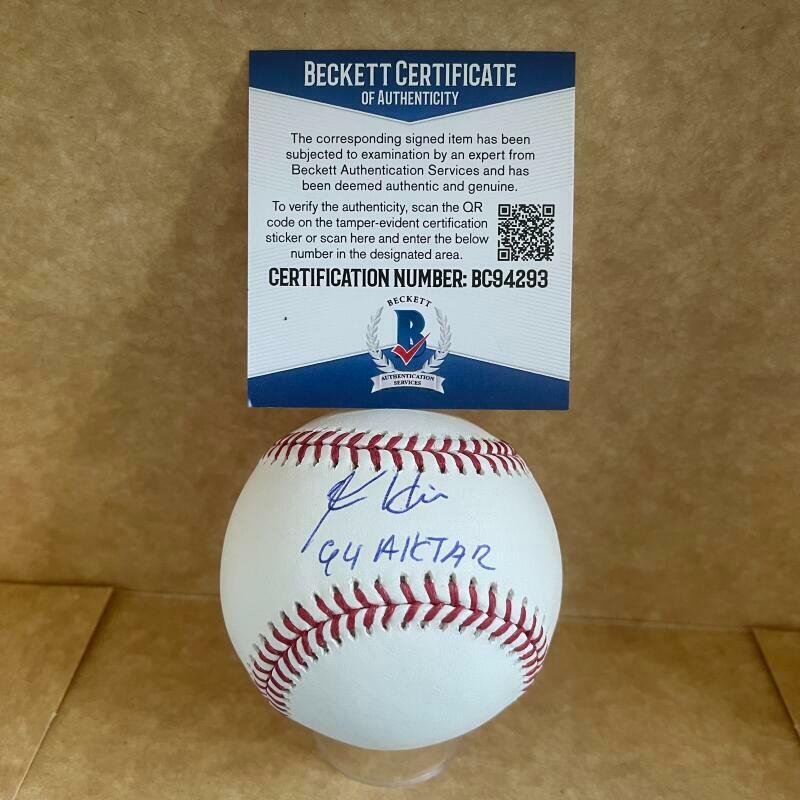 BECKETT CERTIFICATE
OF AUTHENTICITY
The corresponding signed item has been
subjected to examination by an expert from
Beckett Authentication Services and has
been deemed authentic and genuine.
To verify the authenticity, scan the QR
code on the tamper-evident certification
sticker or scan here and enter the below
number in the designated area.
CERTIFICATION NUMBER: BC94293
BECKETT
B
AUTHENTICATION
SERVICES
94 AKTAR